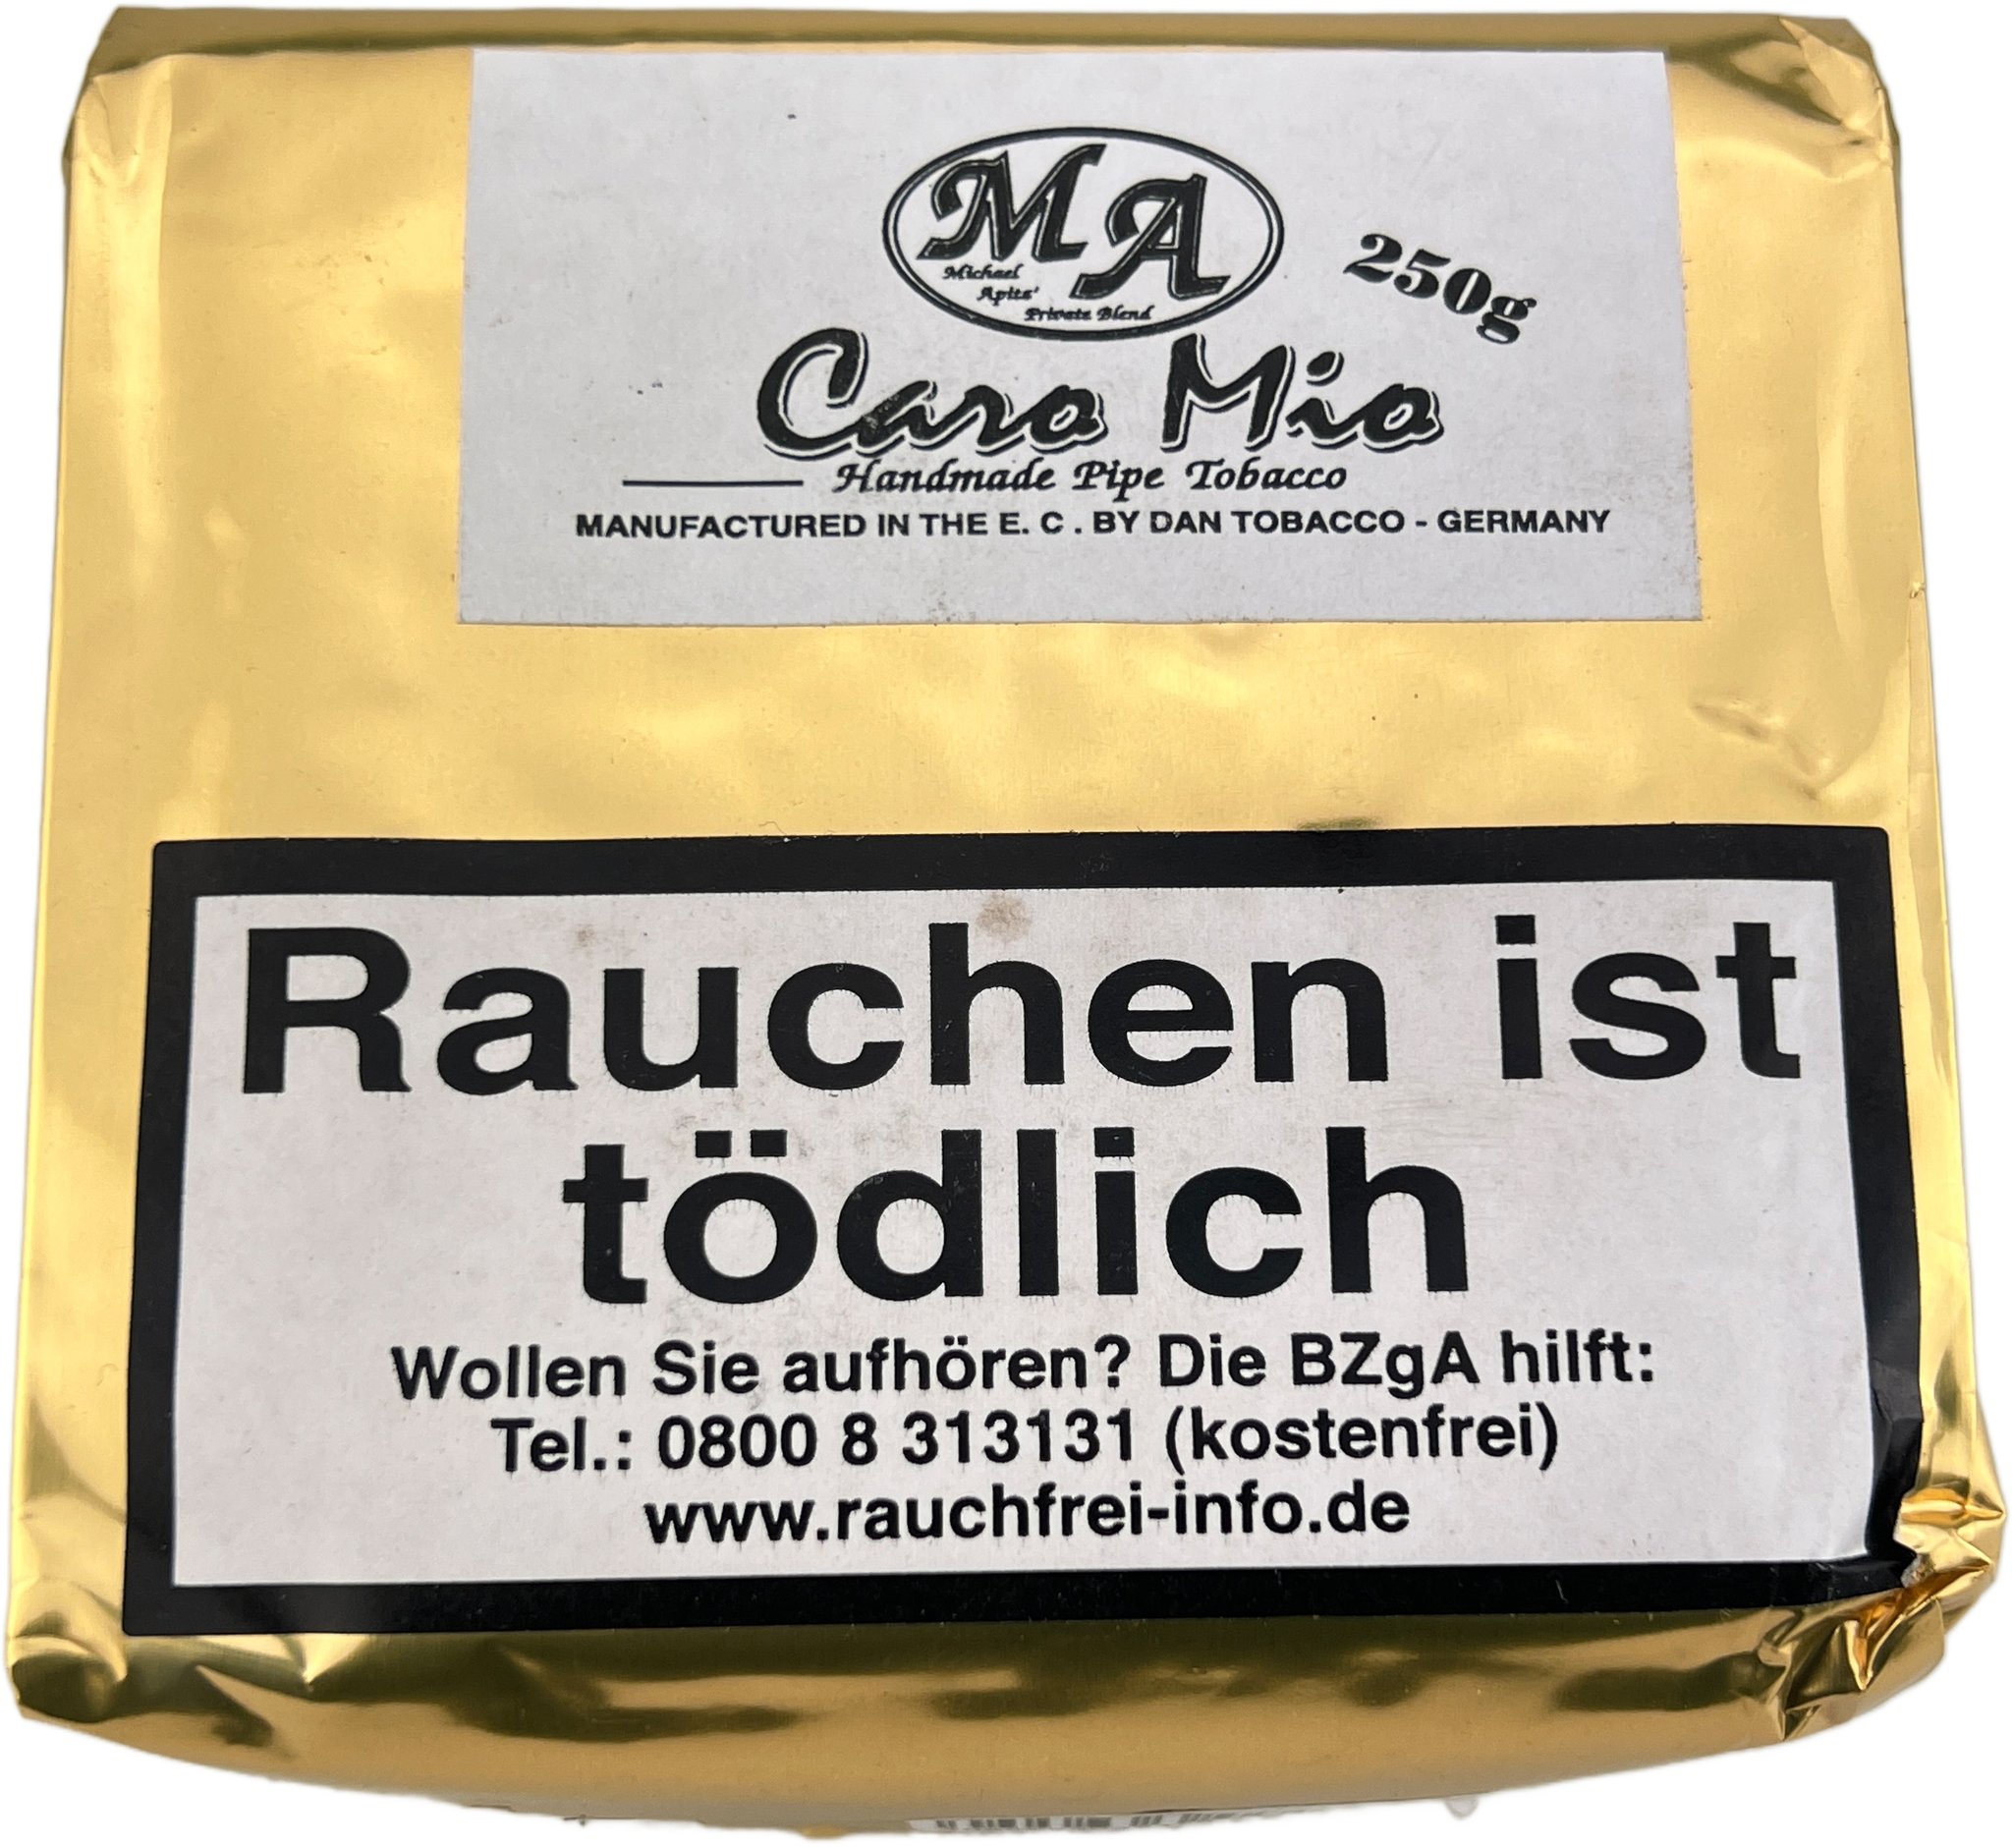 MA
Michael
Apitz'
Private Blend
250g
Caro Mio
Handmade Pipe Tobacco
MANUFACTURED IN THE E. C . BY DAN TOBACCO - GERMANY
Rauchen ist
tödlich
Wollen Sie aufhören? Die BZgA hilft:
Tel.: 0800 8 313131 (kostenfrei)
www.rauchfrei-info.de